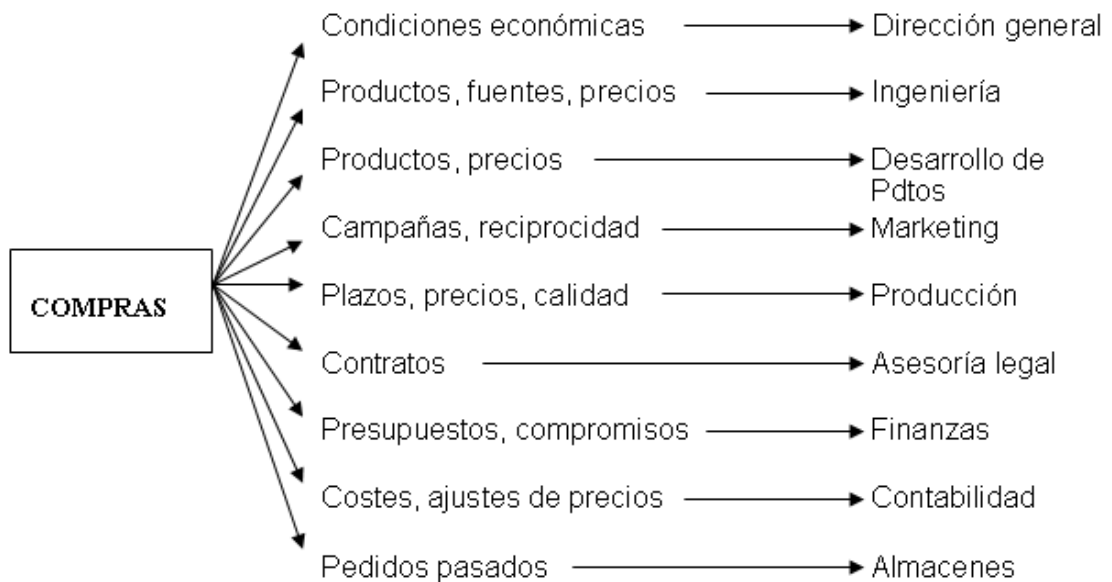 Condiciones económicas Dirección general
Productos, fuentes, precios Ingeniería
Productos, precios Desarrollo de
Pdtos
Campañas, reciprocidad Marketing
COMPRAS
Plazos, precios, calidad Producción
Contratos Asesoría legal
Presupuestos, compromisos Finanzas
Costes, ajustes de precios Contabilidad
Pedidos pasados Almacenes